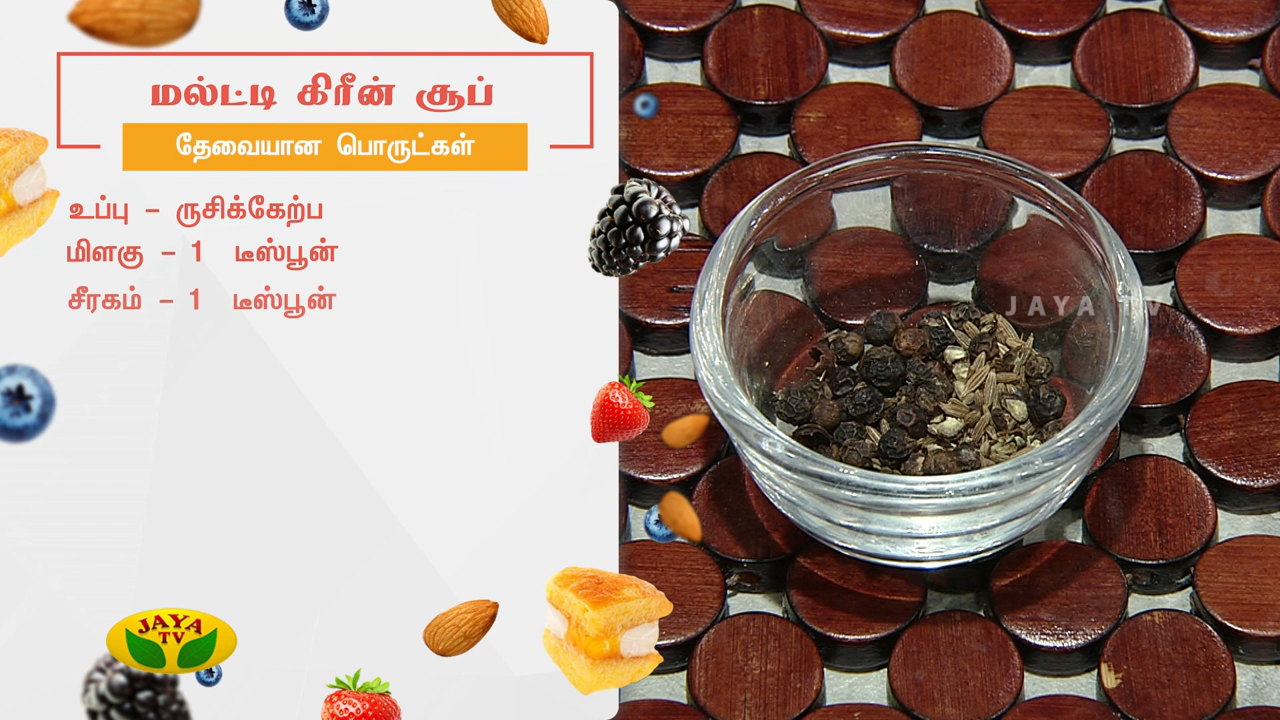 மல்ட்டி கிரீன் சூப்
தேவையான பொருட்கள்
உப்பு – ருசிக்கேற்ப
மிளகு – 1 டீஸ்பூன்
சீரகம் – 1 டீஸ்பூன்
JAYA TV
JAYA
TV